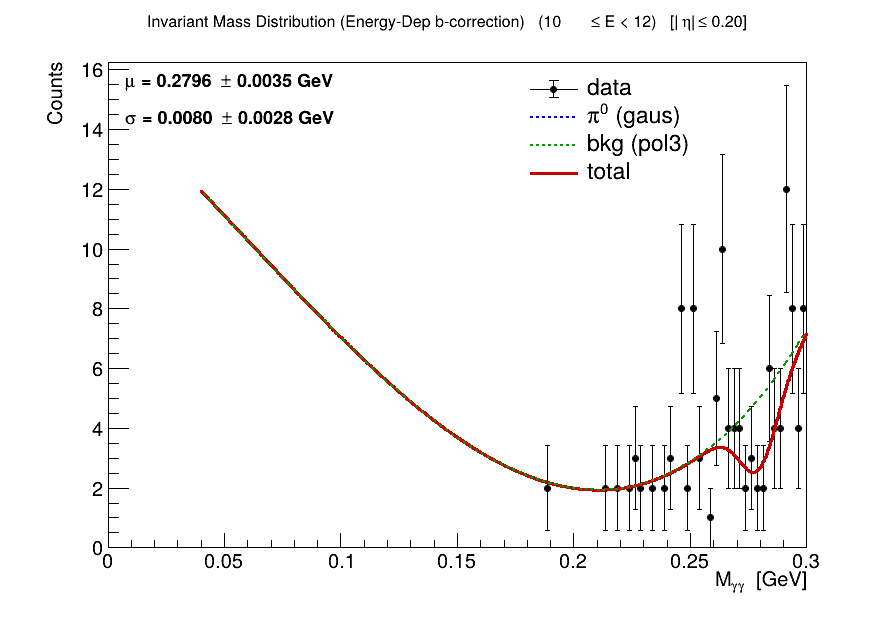 Invariant Mass Distribution (Energy-Dep b-correction) (10 ≤ E < 12) [|η|≤ 0.20]
μ = 0.2796 ± 0.0035 GeV
σ = 0.0080 ± 0.0028 GeV
data
π⁰ (gaus)
bkg (pol3)
total
Counts
16
14
12
10
8
6
4
2
0
0 0.05 0.1 0.15 0.2 0.25 0.3
Mγγ [GeV]